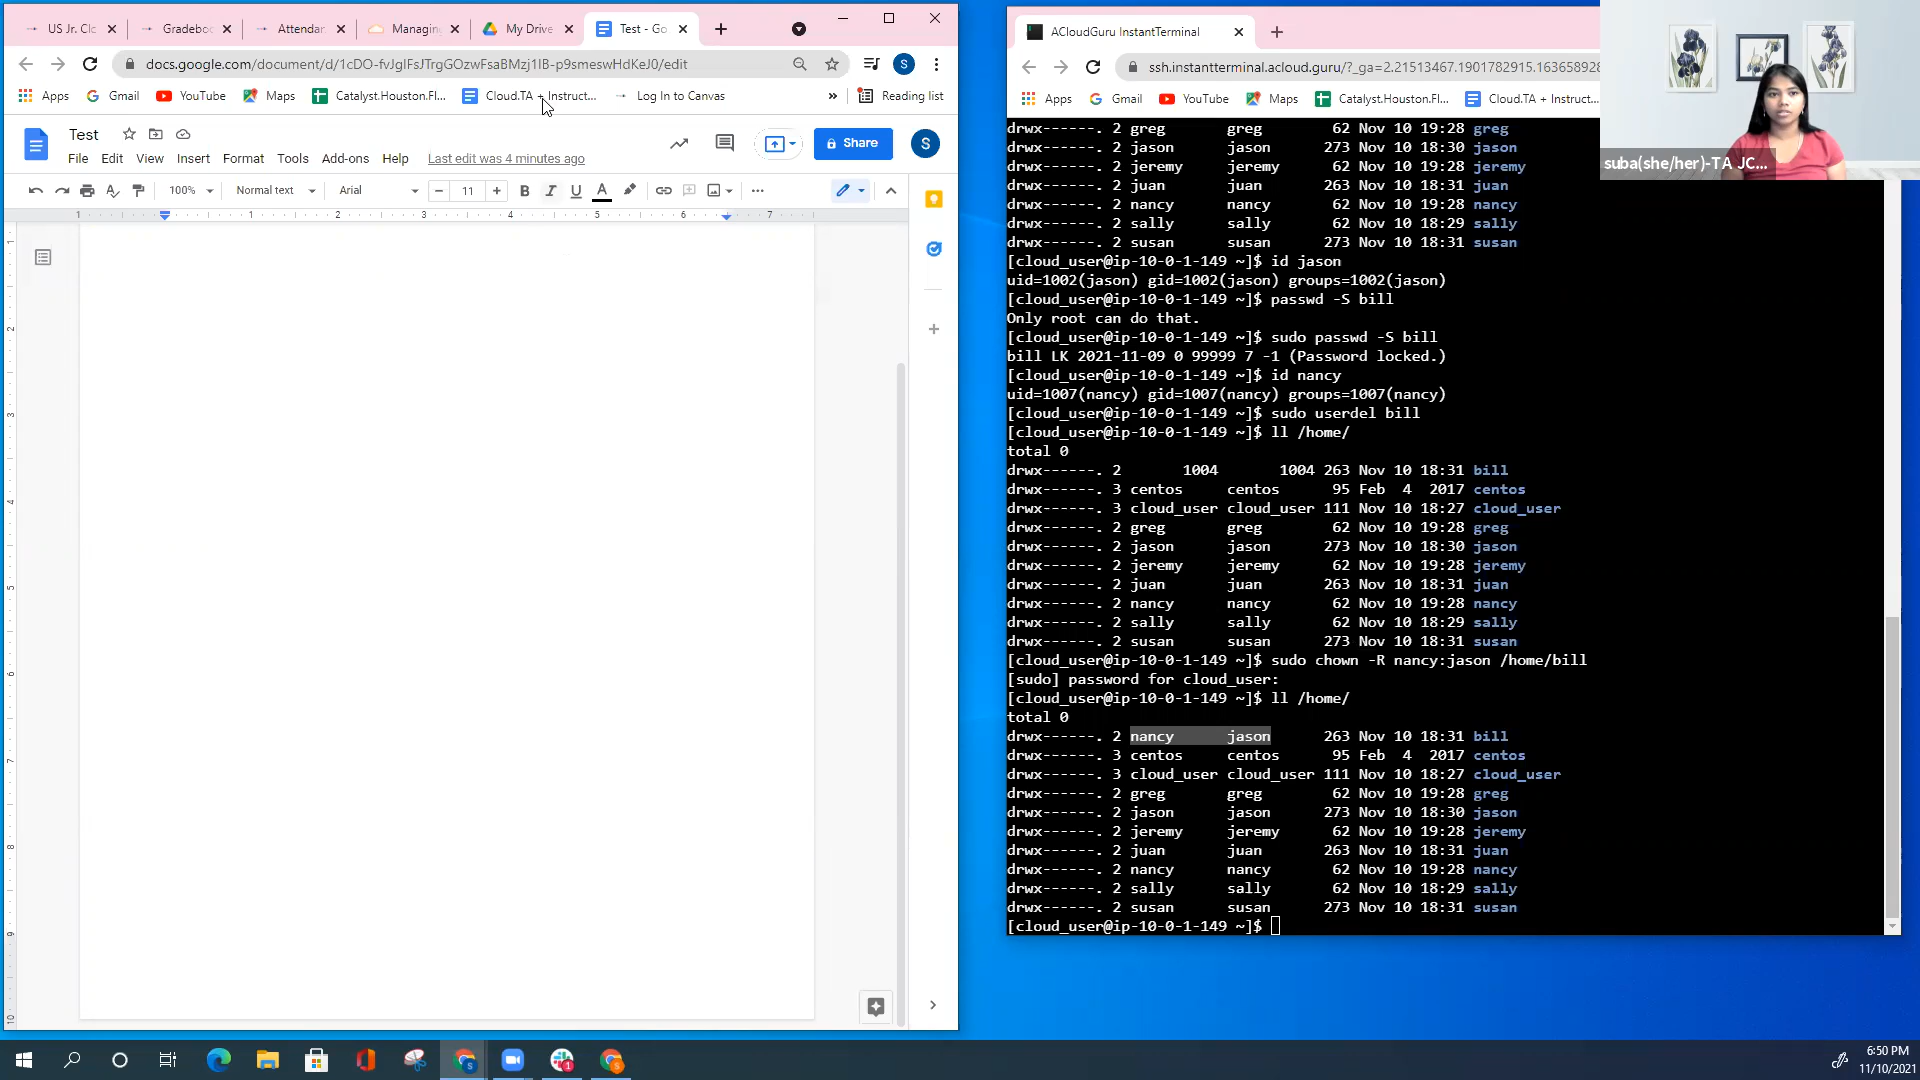 US Jr. Clc
Gradeboc
Attendar
Managing
My Drive
Test - Go
docs.google.com/document/d/1cDO-fvJgIFsJTrgGOzwFsaBMzj1IB-p9smeswHdKeJ0/edit
Apps
Gmail
YouTube
Maps
Catalyst.Houston.Fl...
Cloud.TA + Instruct...
Log In to Canvas
Reading list
Test
File Edit View Insert Format Tools Add-ons Help
Last edit was 4 minutes ago
Share
S
100% Normal text Arial 11
1 1 2 3 4 5 6 7
ACloudGuru InstantTerminal
ssh.instantterminal.acloud.guru/?_ga=2.21513467.1901782915.163658928
Apps
Gmail
YouTube
Maps
Catalyst.Houston.Fl...
Cloud.TA + Instruct...
suba(she/her)-TA JC...
drwx------. 2 greg greg 62 Nov 10 19:28 greg
drwx------. 2 jason jason 273 Nov 10 18:30 jason
drwx------. 2 jeremy jeremy 62 Nov 10 19:28 jeremy
drwx------. 2 juan juan 263 Nov 10 18:31 juan
drwx------. 2 nancy nancy 62 Nov 10 19:28 nancy
drwx------. 2 sally sally 62 Nov 10 18:29 sally
drwx------. 2 susan susan 273 Nov 10 18:31 susan
[cloud_user@ip-10-0-1-149 ~]$ id jason
uid=1002(jason) gid=1002(jason) groups=1002(jason)
[cloud_user@ip-10-0-1-149 ~]$ passwd -S bill
Only root can do that.
[cloud_user@ip-10-0-1-149 ~]$ sudo passwd -S bill
bill LK 2021-11-09 0 99999 7 -1 (Password locked.)
[cloud_user@ip-10-0-1-149 ~]$ id nancy
uid=1007(nancy) gid=1007(nancy) groups=1007(nancy)
[cloud_user@ip-10-0-1-149 ~]$ sudo userdel bill
[cloud_user@ip-10-0-1-149 ~]$ ll /home/
total 0
drwx------. 2 1004 1004 263 Nov 10 18:31 bill
drwx------. 3 centos centos 95 Feb 4 2017 centos
drwx------. 3 cloud_user cloud_user 111 Nov 10 18:27 cloud_user
drwx------. 2 greg greg 62 Nov 10 19:28 greg
drwx------. 2 jason jason 273 Nov 10 18:30 jason
drwx------. 2 jeremy jeremy 62 Nov 10 19:28 jeremy
drwx------. 2 juan juan 263 Nov 10 18:31 juan
drwx------. 2 nancy nancy 62 Nov 10 19:28 nancy
drwx------. 2 sally sally 62 Nov 10 18:29 sally
drwx------. 2 susan susan 273 Nov 10 18:31 susan
[cloud_user@ip-10-0-1-149 ~]$ sudo chown -R nancy:jason /home/bill
[sudo] password for cloud_user:
[cloud_user@ip-10-0-1-149 ~]$ ll /home/
total 0
drwx------. 2 nancy jason 263 Nov 10 18:31 bill
drwx------. 3 centos centos 95 Feb 4 2017 centos
drwx------. 3 cloud_user cloud_user 111 Nov 10 18:27 cloud_user
drwx------. 2 greg greg 62 Nov 10 19:28 greg
drwx------. 2 jason jason 273 Nov 10 18:30 jason
drwx------. 2 jeremy jeremy 62 Nov 10 19:28 jeremy
drwx------. 2 juan juan 263 Nov 10 18:31 juan
drwx------. 2 nancy nancy 62 Nov 10 19:28 nancy
drwx------. 2 sally sally 62 Nov 10 18:29 sally
drwx------. 2 susan susan 273 Nov 10 18:31 susan
[cloud_user@ip-10-0-1-149 ~]$
6:50 PM
11/10/2021